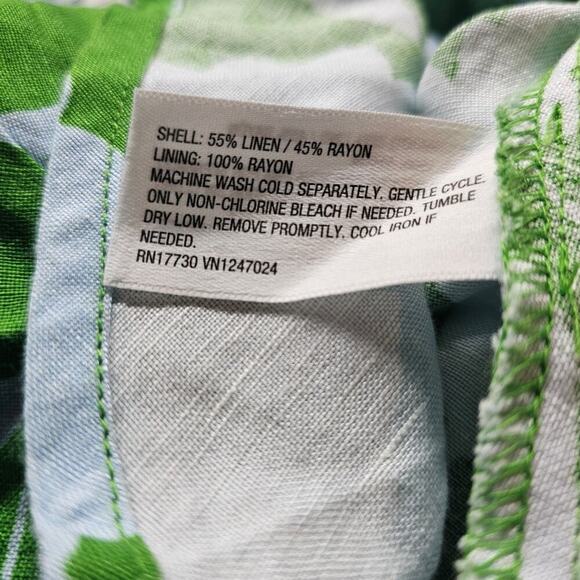 SHELL: 55% LINEN / 45% RAYON
LINING: 100% RAYON
MACHINE WASH COLD SEPARATELY. GENTLE CYCLE.
ONLY NON-CHLORINE BLEACH IF NEEDED. TUMBLE
DRY LOW. REMOVE PROMPTLY. COOL IRON IF
NEEDED.
RN17730 VN1247024